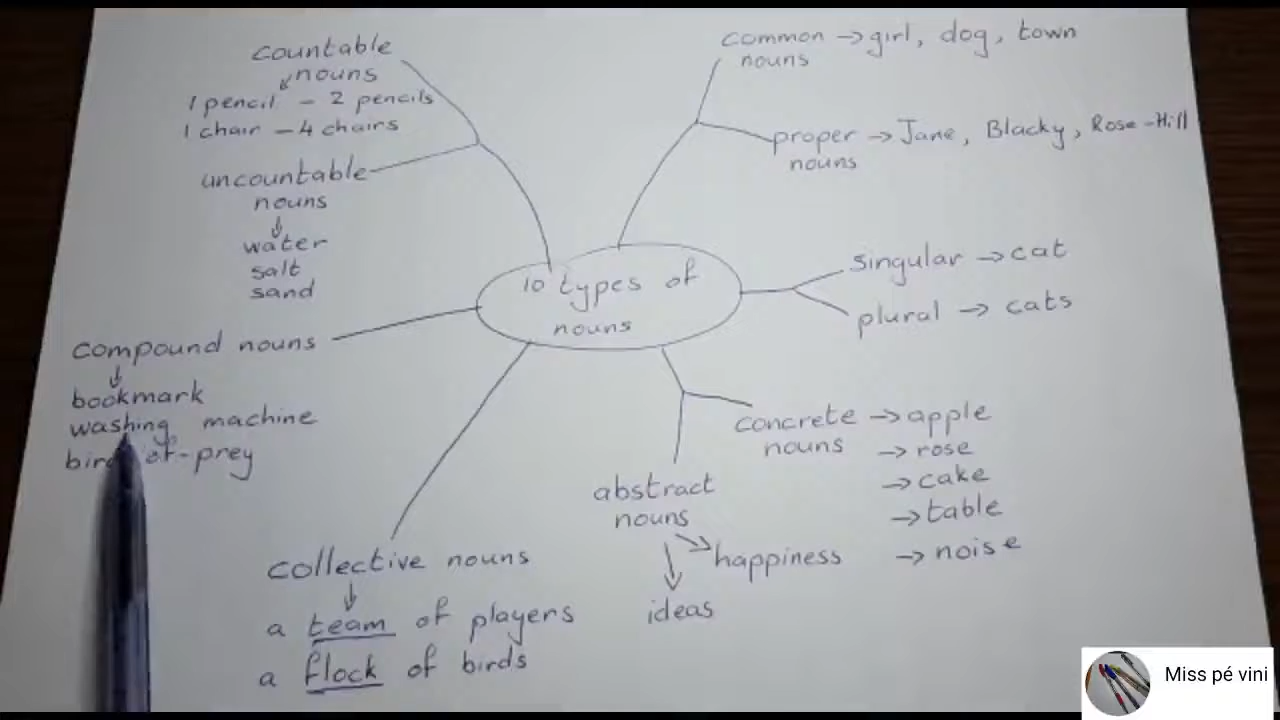 10 types of
nouns
common → girl, dog, town
nouns
proper → Jane, Blacky, Rose-Hill
nouns
singular → cat
plural → cats
concrete → apple
nouns → rose
→ cake
→ table
→ noise
abstract
nouns
→ happiness
ideas
collective nouns
a team of players
a flock of birds
compound nouns
bookmark
washing machine
of-prey
uncountable
nouns
water
salt
sand
countable
nouns
1 pencil - 2 pencils
1 chair - 4 chairs
Miss pé vini